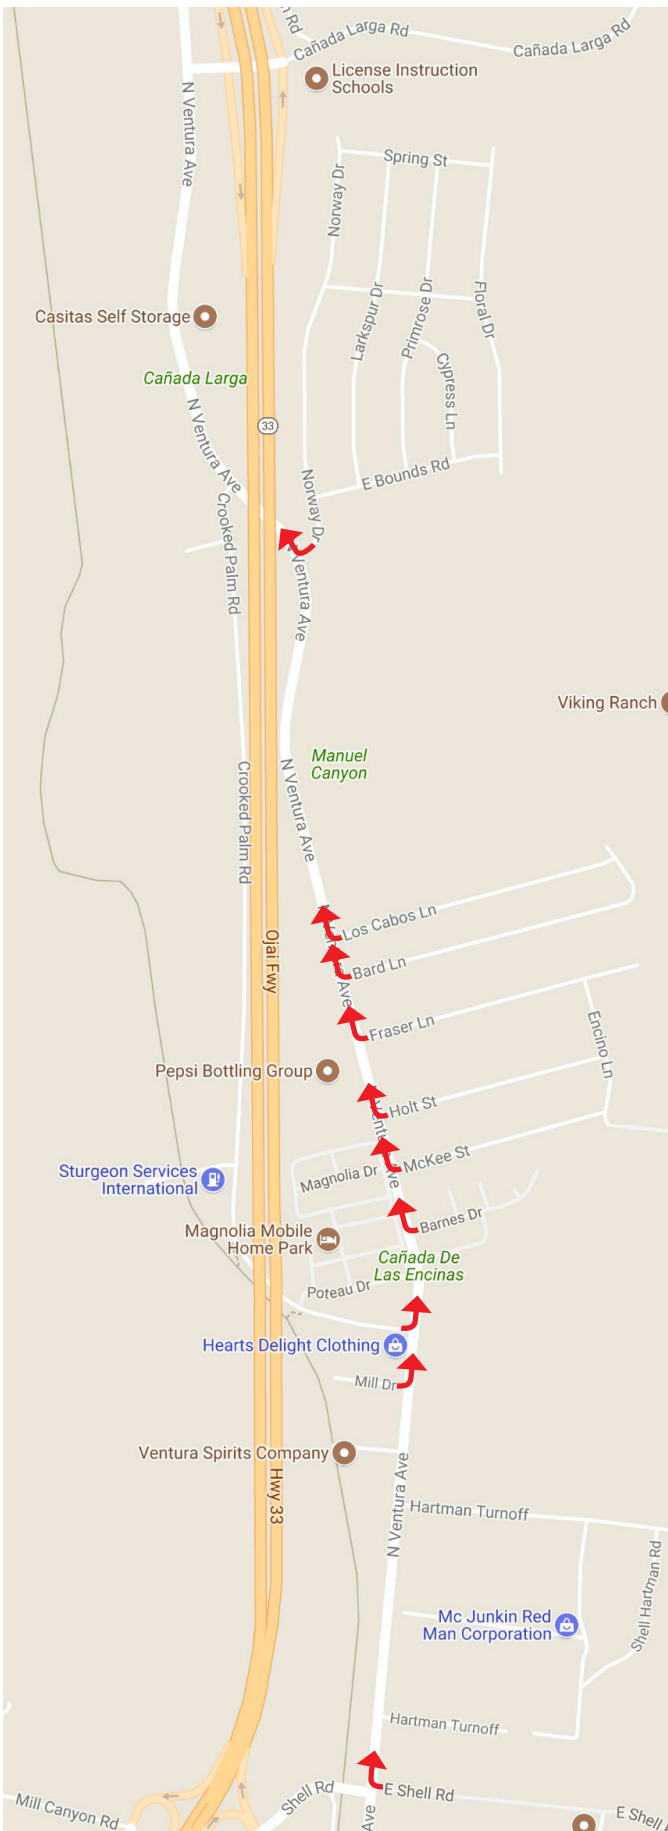 n Rd
Cañada Larga Rd
Cañada Larga Rd
License Instruction
Schools
N Ventura Ave
Spring St
Norway Dr
Larkspur Dr
Primrose Dr
Floral Dr
Casitas Self Storage
Cypress Ln
Cañada Larga
N Ventura Ave
33
E Bounds Rd
Norway Dr
Crooked Palm Rd
N Ventura Ave
Viking Ranch
Manuel
Canyon
N Ventura Ave
Crooked Palm Rd
Los Cabos Ln
Ojai Fwy
Bard Ln
Fraser Ln
Encino Ln
Pepsi Bottling Group
Holt St
McKee St
Magnolia Dr
Sturgeon Services
International
Barnes Dr
Magnolia Mobile
Home Park
Cañada De
Las Encinas
Poteau Dr
Hearts Delight Clothing
Mill Dr
Ventura Spirits Company
Hwy 33
N Ventura Ave
Hartman Turnoff
Shell Hartman Rd
Mc Junkin Red
Man Corporation
Hartman Turnoff
Shell Rd
E Shell Rd
Mill Canyon Rd
Ave
E Shell